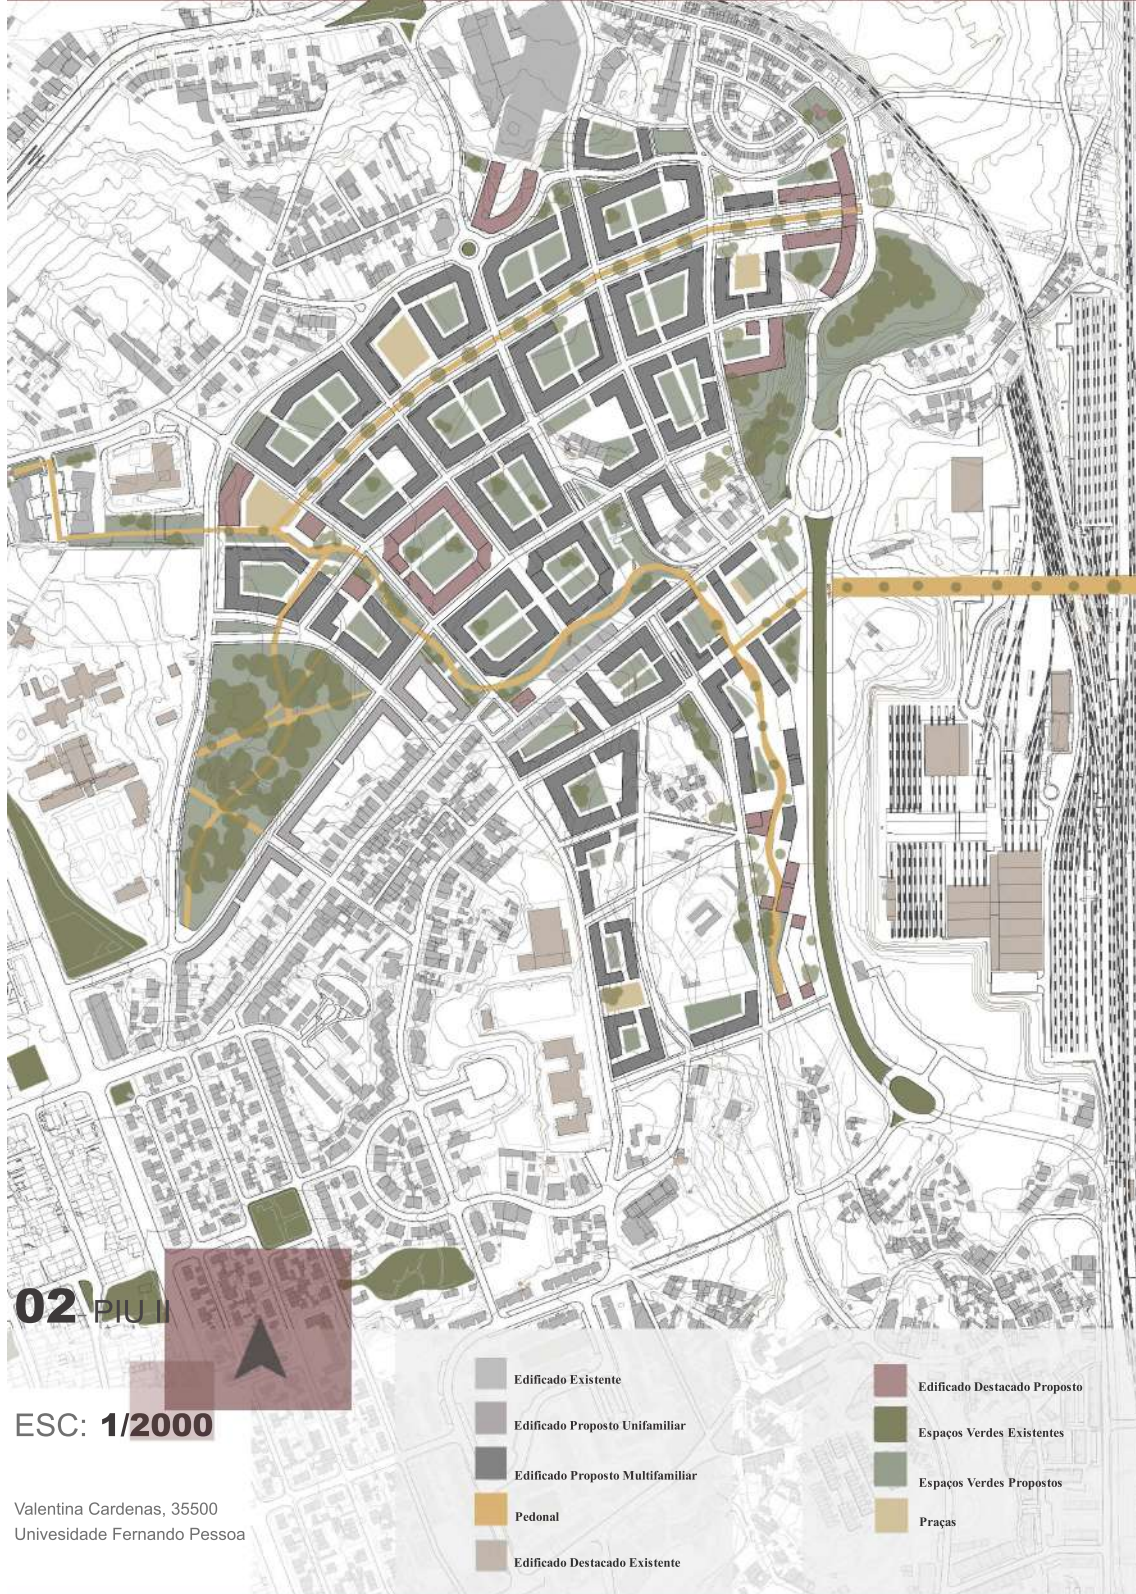 02 - PIU II
ESC: 1/2000
Valentina Cardenas, 35500
Univesidade Fernando Pessoa
Edificado Existente
Edificado Proposto Unifamiliar
Edificado Proposto Multifamiliar
Pedonal
Edificado Destacado Existente
Edificado Destacado Proposto
Espaços Verdes Existentes
Espaços Verdes Propostos
Praças